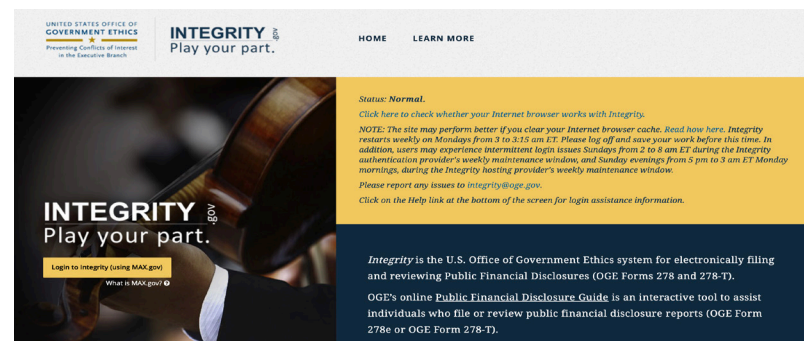 UNITED STATES OFFICE OF
GOVERNMENT ETHICS
Preventing Conflicts of Interest
in the Executive Branch
INTEGRITY .gov
Play your part.
HOME LEARN MORE
Status: Normal.
Click here to check whether your Internet browser works with Integrity.
NOTE: The site may perform better if you clear your Internet browser cache. Read how here. Integrity
restarts weekly on Mondays from 3 to 3:15 am ET. Please log off and save your work before this time. In
addition, users may experience intermittent login issues Sundays from 2 to 8 am ET during the Integrity
authentication provider's weekly maintenance window, and Sunday evenings from 5 pm to 3 am ET Monday
mornings, during the Integrity hosting provider's weekly maintenance window.
Please report any issues to integrity@oge.gov.
Click on the Help link at the bottom of the screen for login assistance information.
INTEGRITY .gov
Play your part.
Login to Integrity (using MAX.gov)
What is MAX.gov?
Integrity is the U.S. Office of Government Ethics system for electronically filing
and reviewing Public Financial Disclosures (OGE Forms 278 and 278-T).
OGE's online Public Financial Disclosure Guide is an interactive tool to assist
individuals who file or review public financial disclosure reports (OGE Form
278e or OGE Form 278-T).